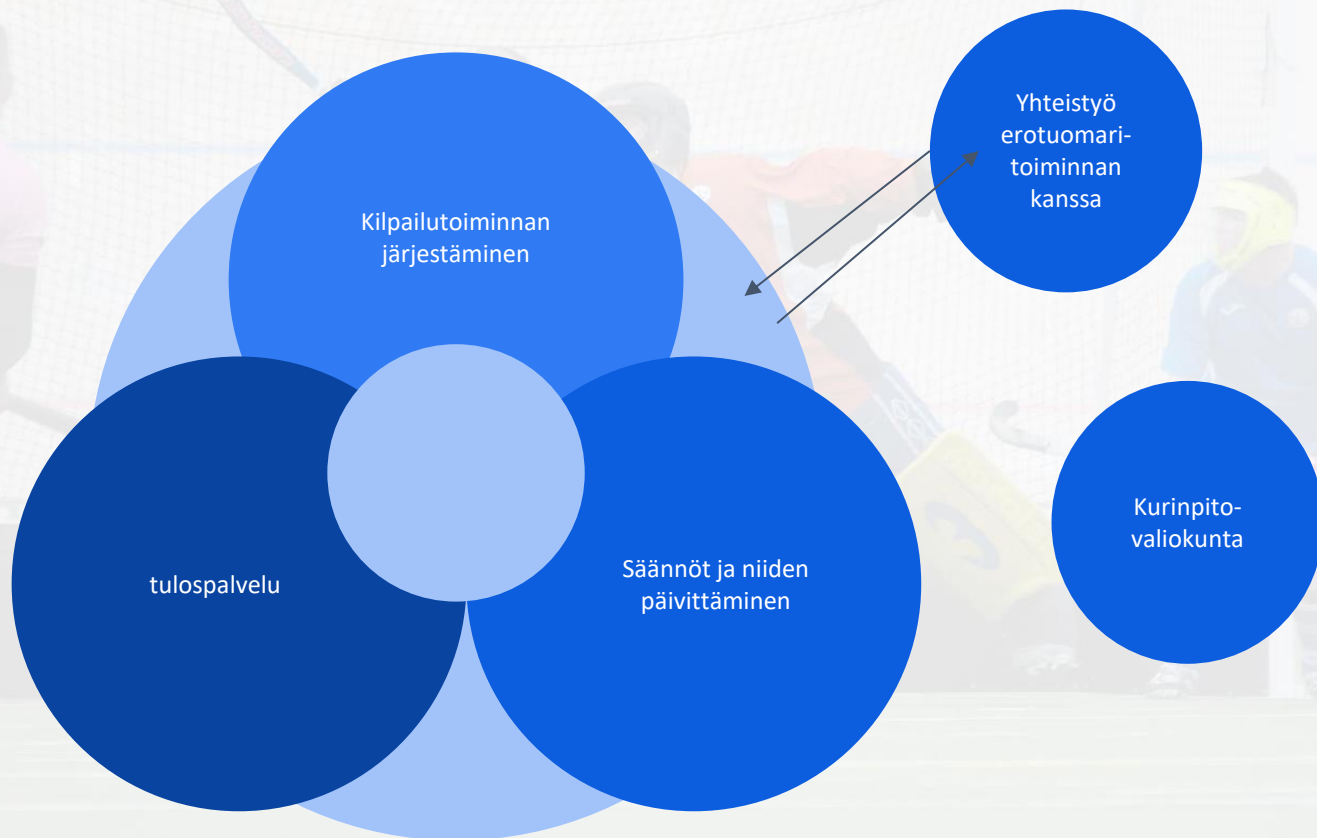 Yhteistyö
erotuomari-
toiminnan
kanssa
Kilpailutoiminnan
järjestäminen
Kurinpito-
valiokunta
tulospalvelu
Säännöt ja niiden
päivittäminen